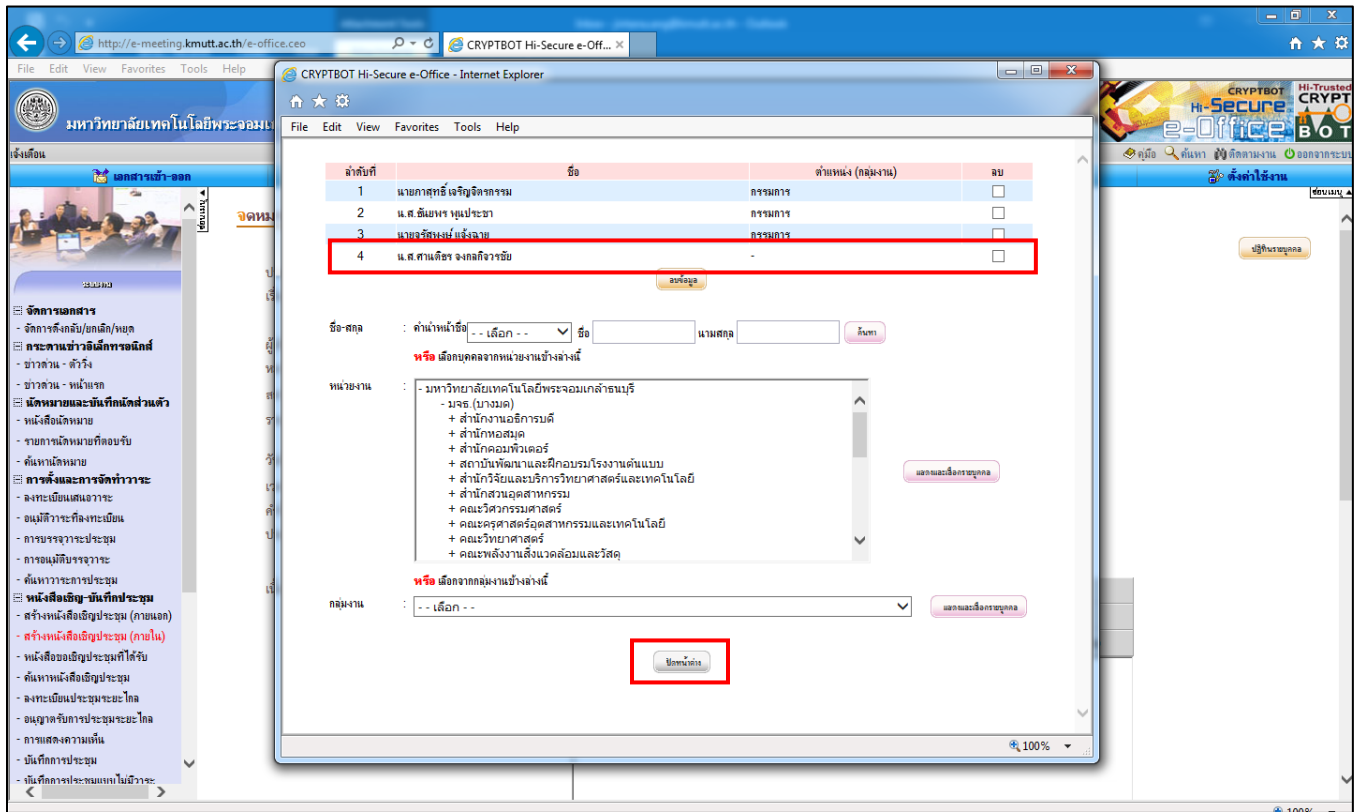 http://e-meeting.kmutt.ac.th/e-office.ceo
CRYPTBOT Hi-Secure e-Off...
File Edit View Favorites Tools Help
CRYPTBOT
Hi-Secure
e-Office
Hi-Trusted
CRYPT
BOT
มหาวิทยาลัยเทคโนโลยีพระจอมเ
คู่มือ ค้นหา ติดตามงาน ออกจากระบบ
แจ้งเตือน
เอกสารเข้า-ออก
ตั้งค่าใช้งาน
ซ่อนเมนู
ซ่อนเมนู
จดหม
ปฏิทินรายบุคคล
จัดการเอกสาร
- จัดการดึงกลับ/ยกเลิก/หยุด
กระดานข่าวอิเล็กทรอนิกส์
- ข่าวด่วน - ตัววิ่ง
- ข่าวด่วน - หน้าแรก
นัดหมายและบันทึกนัดส่วนตัว
- หนังสือนัดหมาย
- รายการนัดหมายที่ตอบรับ
- ค้นหานัดหมาย
การตั้งและการจัดทำวาระ
- ลงทะเบียนเสนอวาระ
- อนุมัติวาระที่ลงทะเบียน
- การบรรจุวาระประชุม
- การอนุมัติบรรจุวาระ
- ค้นหาวาระการประชุม
หนังสือเชิญ-บันทึกประชุม
- สร้างหนังสือเชิญประชุม (ภายนอก)
- สร้างหนังสือเชิญประชุม (ภายใน)
- หนังสือขอเชิญประชุมที่ได้รับ
- ค้นหาหนังสือเชิญประชุม
- ลงทะเบียนประชุมระยะไกล
- อนุญาตรับการประชุมระยะไกล
- การแสดงความเห็น
- บันทึกการประชุม
- บันทึกการประชุมแบบไม่มีวาระ
CRYPTBOT Hi-Secure e-Office - Internet Explorer
File Edit View Favorites Tools Help
ลำดับที่ ชื่อ ตำแหน่ง (กลุ่มงาน) ลบ
1 นายภาสุทธิ์ เจริญจิตรกรรม กรรมการ
2 น.ส.ธันยพร พูนประชา กรรมการ
3 นายจรัสพงษ์ แจ้งฉาย กรรมการ
4 น.ส.ศานติธร จงกลกิจวรชัย -
ลบข้อมูล
ชื่อ-สกุล : คำนำหน้าชื่อ - - เลือก - - ชื่อ นามสกุล ค้นหา
หรือ เลือกบุคคลจากหน่วยงานข้างล่างนี้
หน่วยงาน : - มหาวิทยาลัยเทคโนโลยีพระจอมเกล้าธนบุรี
- มจธ.(บางมด)
+ สำนักงานอธิการบดี
+ สำนักหอสมุด
+ สำนักคอมพิวเตอร์
+ สถาบันพัฒนาและฝึกอบรมโรงงานต้นแบบ
+ สำนักวิจัยและบริการวิทยาศาสตร์และเทคโนโลยี
+ สำนักสวนอุตสาหกรรม
+ คณะวิศวกรรมศาสตร์
+ คณะครุศาสตร์อุตสาหกรรมและเทคโนโลยี
+ คณะวิทยาศาสตร์
+ คณะพลังงานสิ่งแวดล้อมและวัสดุ
แสดงและเลือกรายบุคคล
หรือ เลือกจากกลุ่มงานข้างล่างนี้
กลุ่มงาน : - - เลือก - - แสดงและเลือกรายบุคคล
ปิดหน้าต่าง
100%
100%